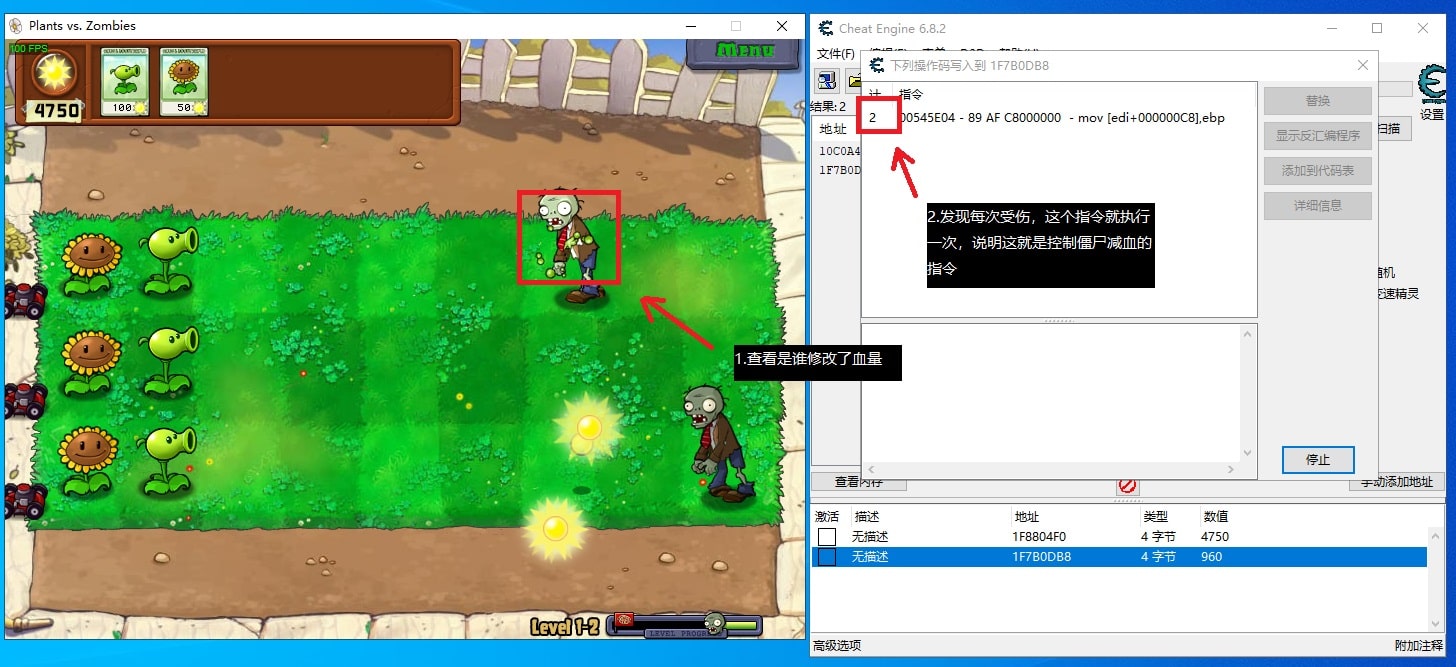 Plants vs. Zombies
100 FPS
4750
100
50
Menu
LEVEL PROGR
Level 1-2
Cheat Engine 6.8.2
文件(F)
下列操作码写入到 1F7B0DB8
指令
2 00545E04 - 89 AF C8000000 - mov [edi+000000C8],ebp
结果: 2
地址
10C0A4
1F7B0D
替换
显示反汇编程序
添加到代码表
详细信息
停止
设置
扫描
随机
变速精灵
1.查看是谁修改了血量
2.发现每次受伤，这个指令就执行
一次，说明这就是控制僵尸减血的
指令
查看内存
手动添加地址
激活 描述 地址 类型 数值
无描述 1F8804F0 4 字节 4750
无描述 1F7B0DB8 4 字节 960
高级选项
附加注释